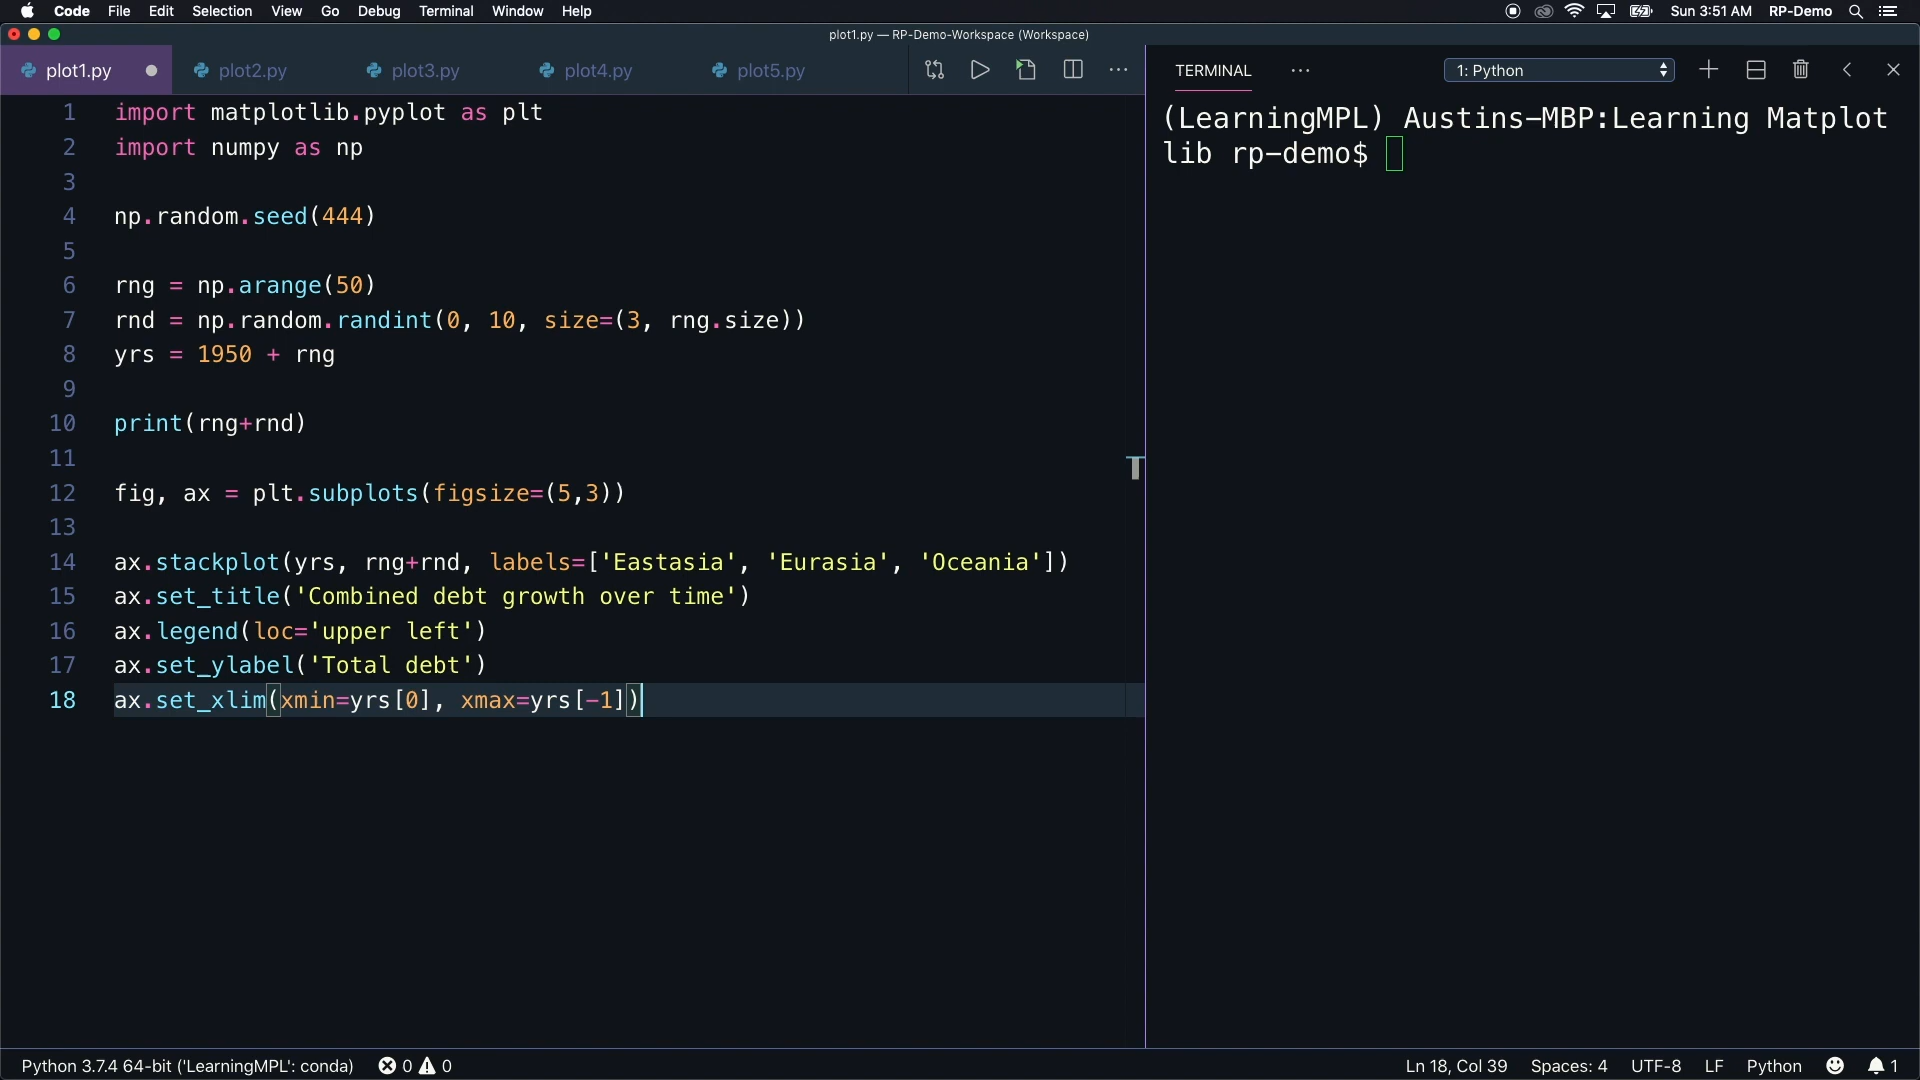 Code File Edit Selection View Go Debug Terminal Window Help Sun 3:51 AM RP-Demo
plot1.py — RP-Demo-Workspace (Workspace)
plot1.py plot2.py plot3.py plot4.py plot5.py TERMINAL 1: Python
1 import matplotlib.pyplot as plt
2 import numpy as np
3
4 np.random.seed(444)
5
6 rng = np.arange(50)
7 rnd = np.random.randint(0, 10, size=(3, rng.size))
8 yrs = 1950 + rng
9
10 print(rng+rnd)
11
12 fig, ax = plt.subplots(figsize=(5,3))
13
14 ax.stackplot(yrs, rng+rnd, labels=['Eastasia', 'Eurasia', 'Oceania'])
15 ax.set_title('Combined debt growth over time')
16 ax.legend(loc='upper left')
17 ax.set_ylabel('Total debt')
18 ax.set_xlim(xmin=yrs[0], xmax=yrs[-1])
(LearningMPL) Austins-MBP:Learning Matplot
lib rp-demo$
Python 3.7.4 64-bit ('LearningMPL': conda) 0 0 Ln 18, Col 39 Spaces: 4 UTF-8 LF Python 1